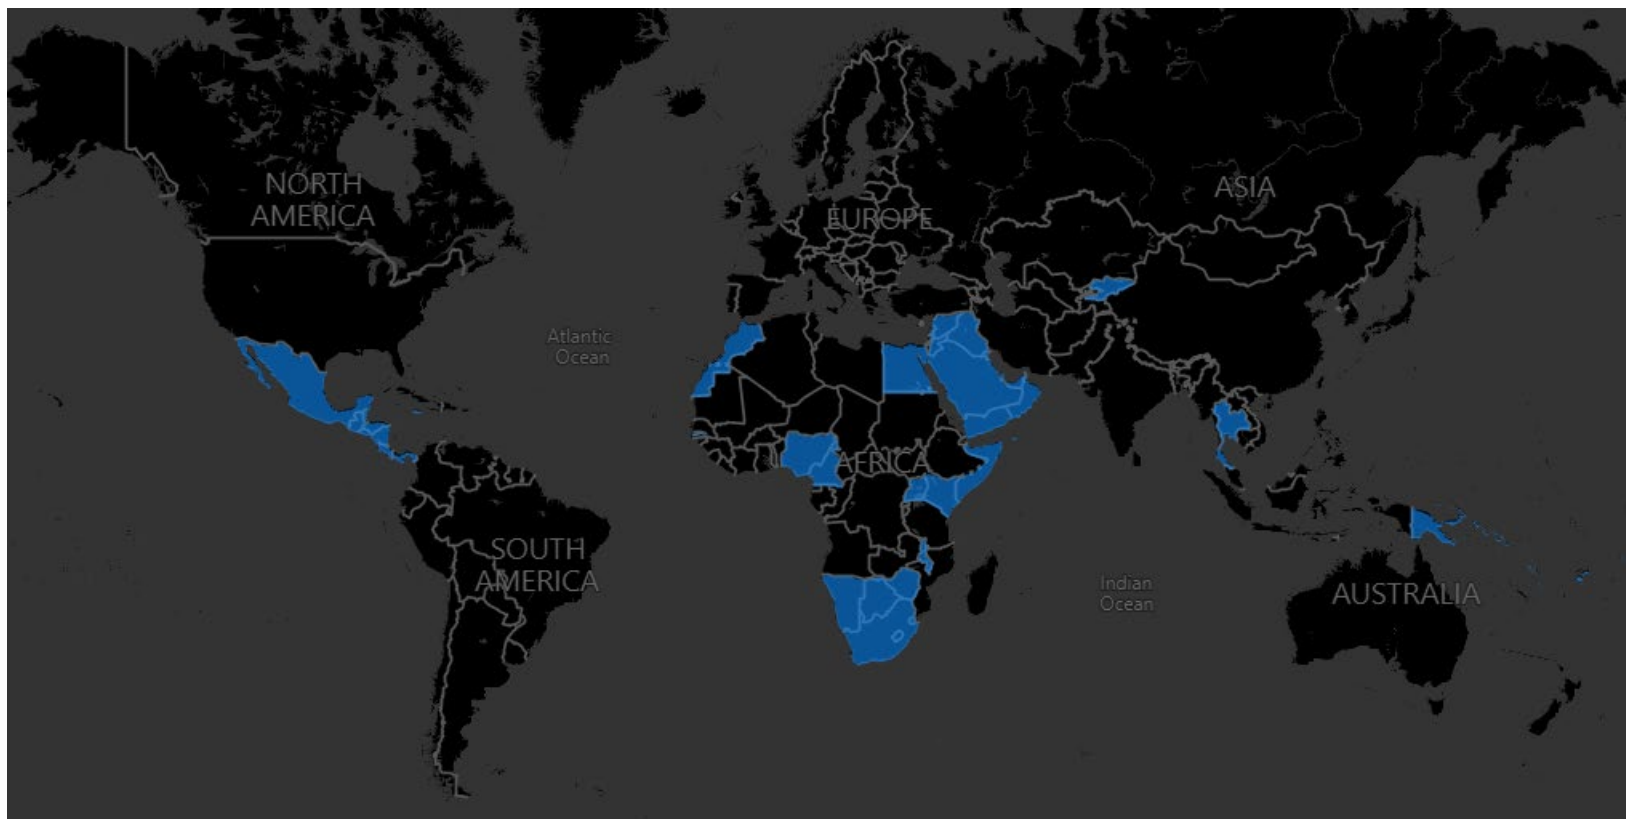 NORTH
AMERICA
ASIA
EUROPE
Atlantic
Ocean
AFRICA
SOUTH
AMERICA
Indian
Ocean
AUSTRALIA